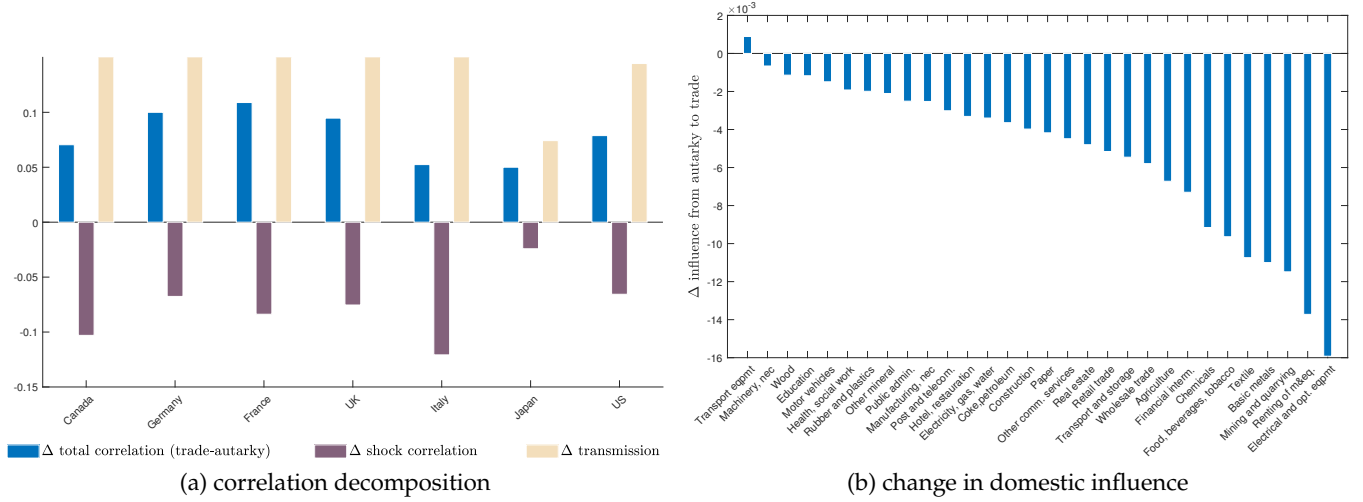 0.1
0.05
0
-0.05
-0.1
-0.15
Canada
Germany
France
UK
Italy
Japan
US
Δ total correlation (trade-autarky)
Δ shock correlation
Δ transmission
(a) correlation decomposition
×10⁻³
2
0
-2
-4
-6
-8
-10
-12
-14
-16
Δ influence from autarky to trade
Transport eqpmt
Machinery, nec
Wood
Education
Motor vehicles
Health, social work
Rubber and plastics
Other mineral
Public admin.
Manufacturing, nec
Post and telecom.
Hotel, restauration
Electricity, gas, water
Coke,petroleum
Construction
Paper
Other comm. services
Real estate
Retail trade
Transport and storage
Wholesale trade
Agriculture
Financial interm.
Chemicals
Food, beverages, tobacco
Textile
Basic metals
Mining and quarrying
Renting of m&eq.
Electrical and opt. eqpmt
(b) change in domestic influence